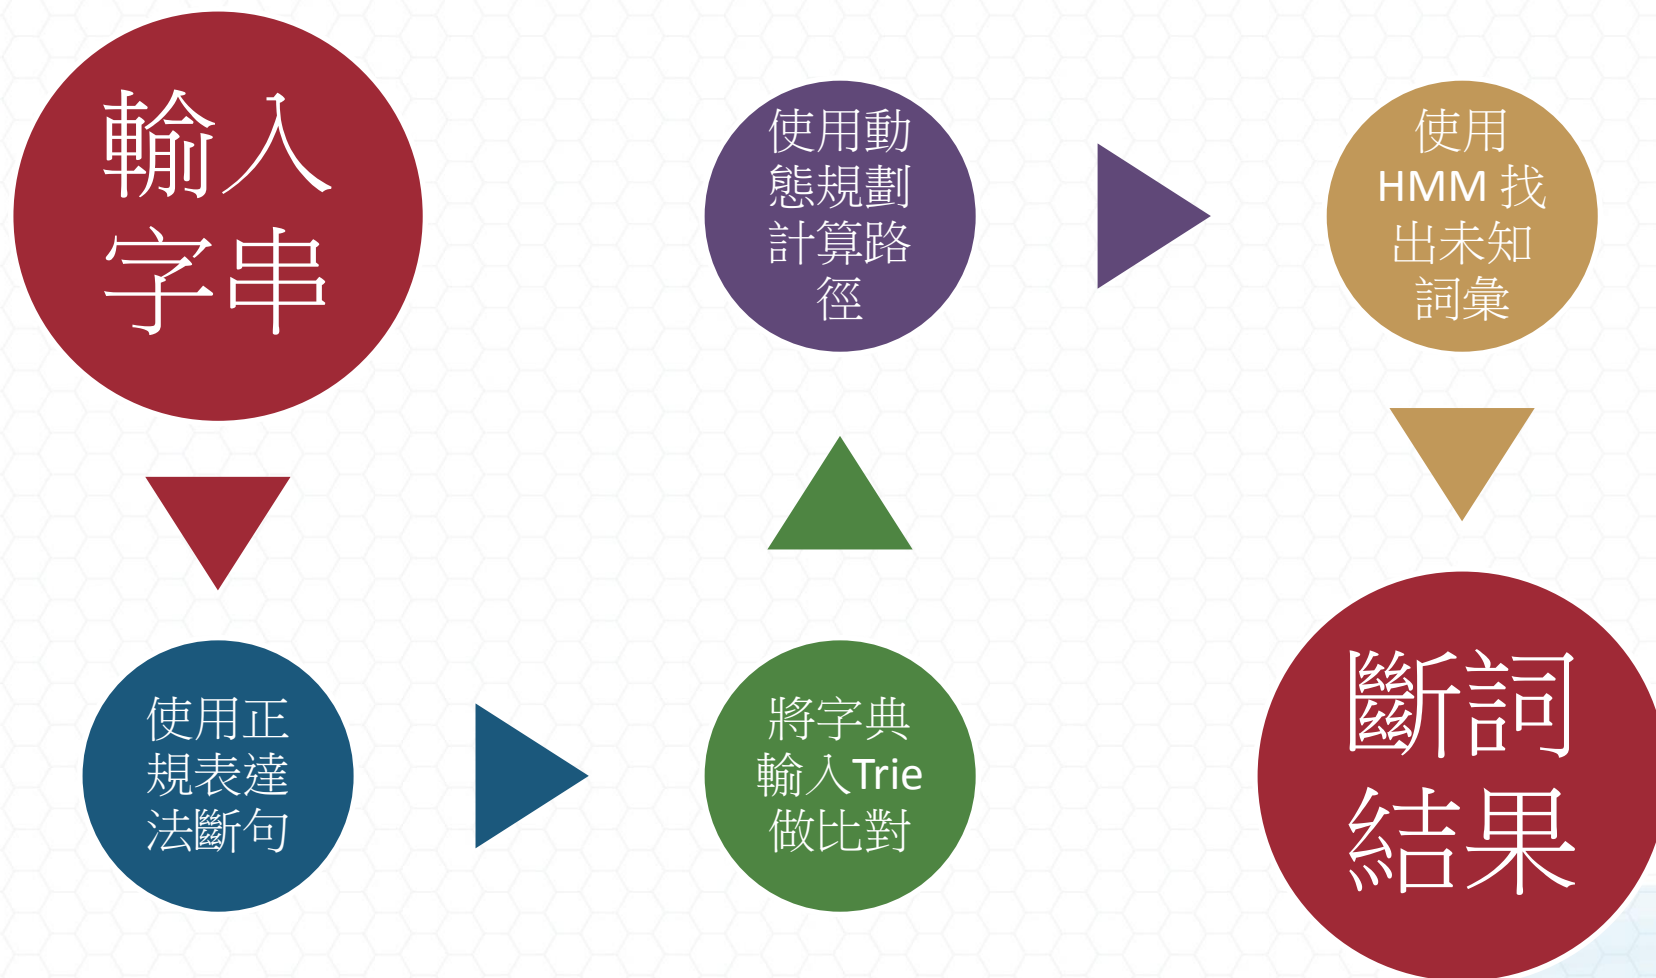 輸入
字串
使用正
規表達
法斷句
將字典
輸入Trie
做比對
使用動
態規劃
計算路
徑
使用
HMM 找
出未知
詞彙
斷詞
結果